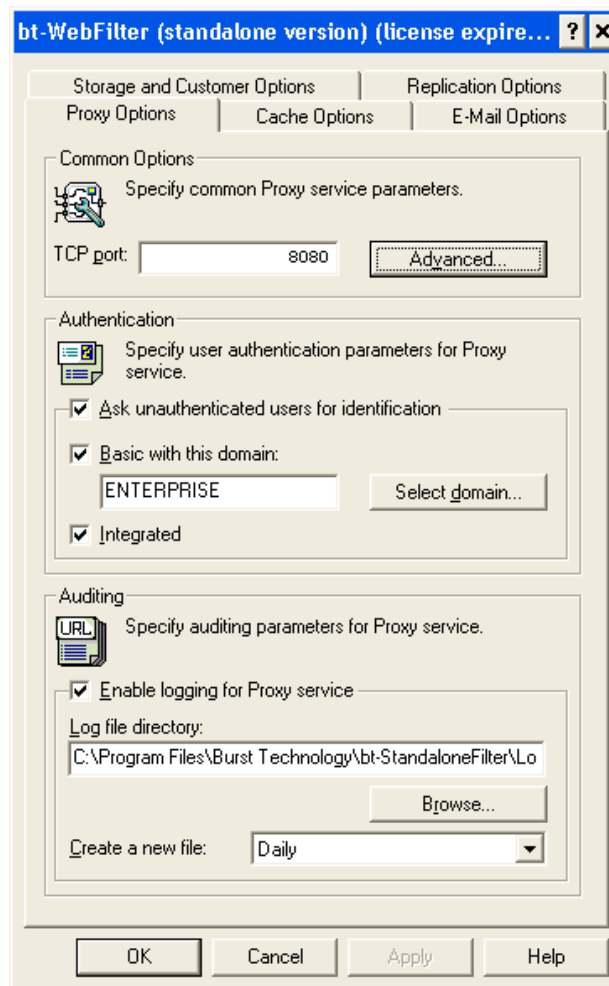 bt-WebFilter (standalone version) (license expire...
Storage and Customer Options Replication Options
Proxy Options Cache Options E-Mail Options
Common Options
Specify common Proxy service parameters.
TCP port: 8080 Advanced...
Authentication
Specify user authentication parameters for Proxy
service.
Ask unauthenticated users for identification
Basic with this domain:
ENTERPRISE Select domain...
Integrated
Auditing
URL
Specify auditing parameters for Proxy service.
Enable logging for Proxy service
Log file directory:
C:\Program Files\Burst Technology\bt-StandaloneFilter\Lo
Browse...
Create a new file: Daily
OK Cancel Apply Help